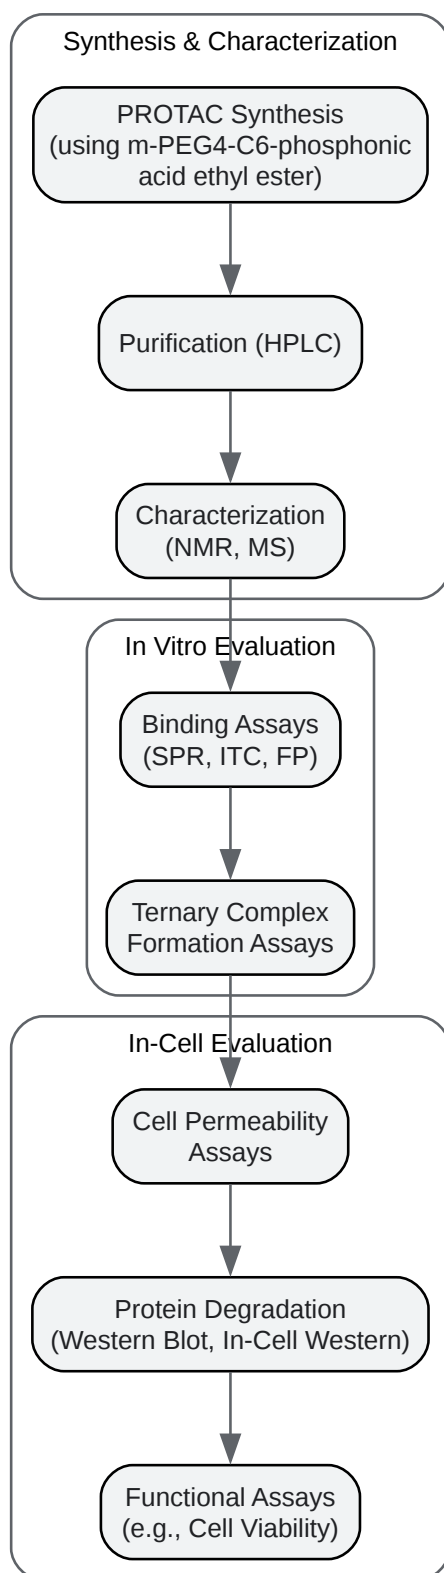 Synthesis & Characterization
PROTAC Synthesis
(using m-PEG4-C6-phosphonic
acid ethyl ester)
Purification (HPLC)
Characterization
(NMR, MS)
In Vitro Evaluation
Binding Assays
(SPR, ITC, FP)
Ternary Complex
Formation Assays
In-Cell Evaluation
Cell Permeability
Assays
Protein Degradation
(Western Blot, In-Cell Western)
Functional Assays
(e.g., Cell Viability)